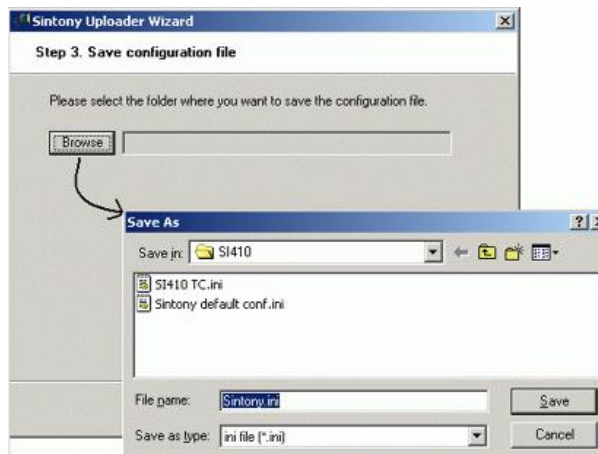 Sintony Uploader Wizard
Step 3. Save configuration file
Please select the folder where you want to save the configuration file.
Browse
Save As
Save in: SI410
SI410 TC.ini
Sintony default conf.ini
File name: Sintony.ini
Save
Save as type: ini file (*.ini)
Cancel